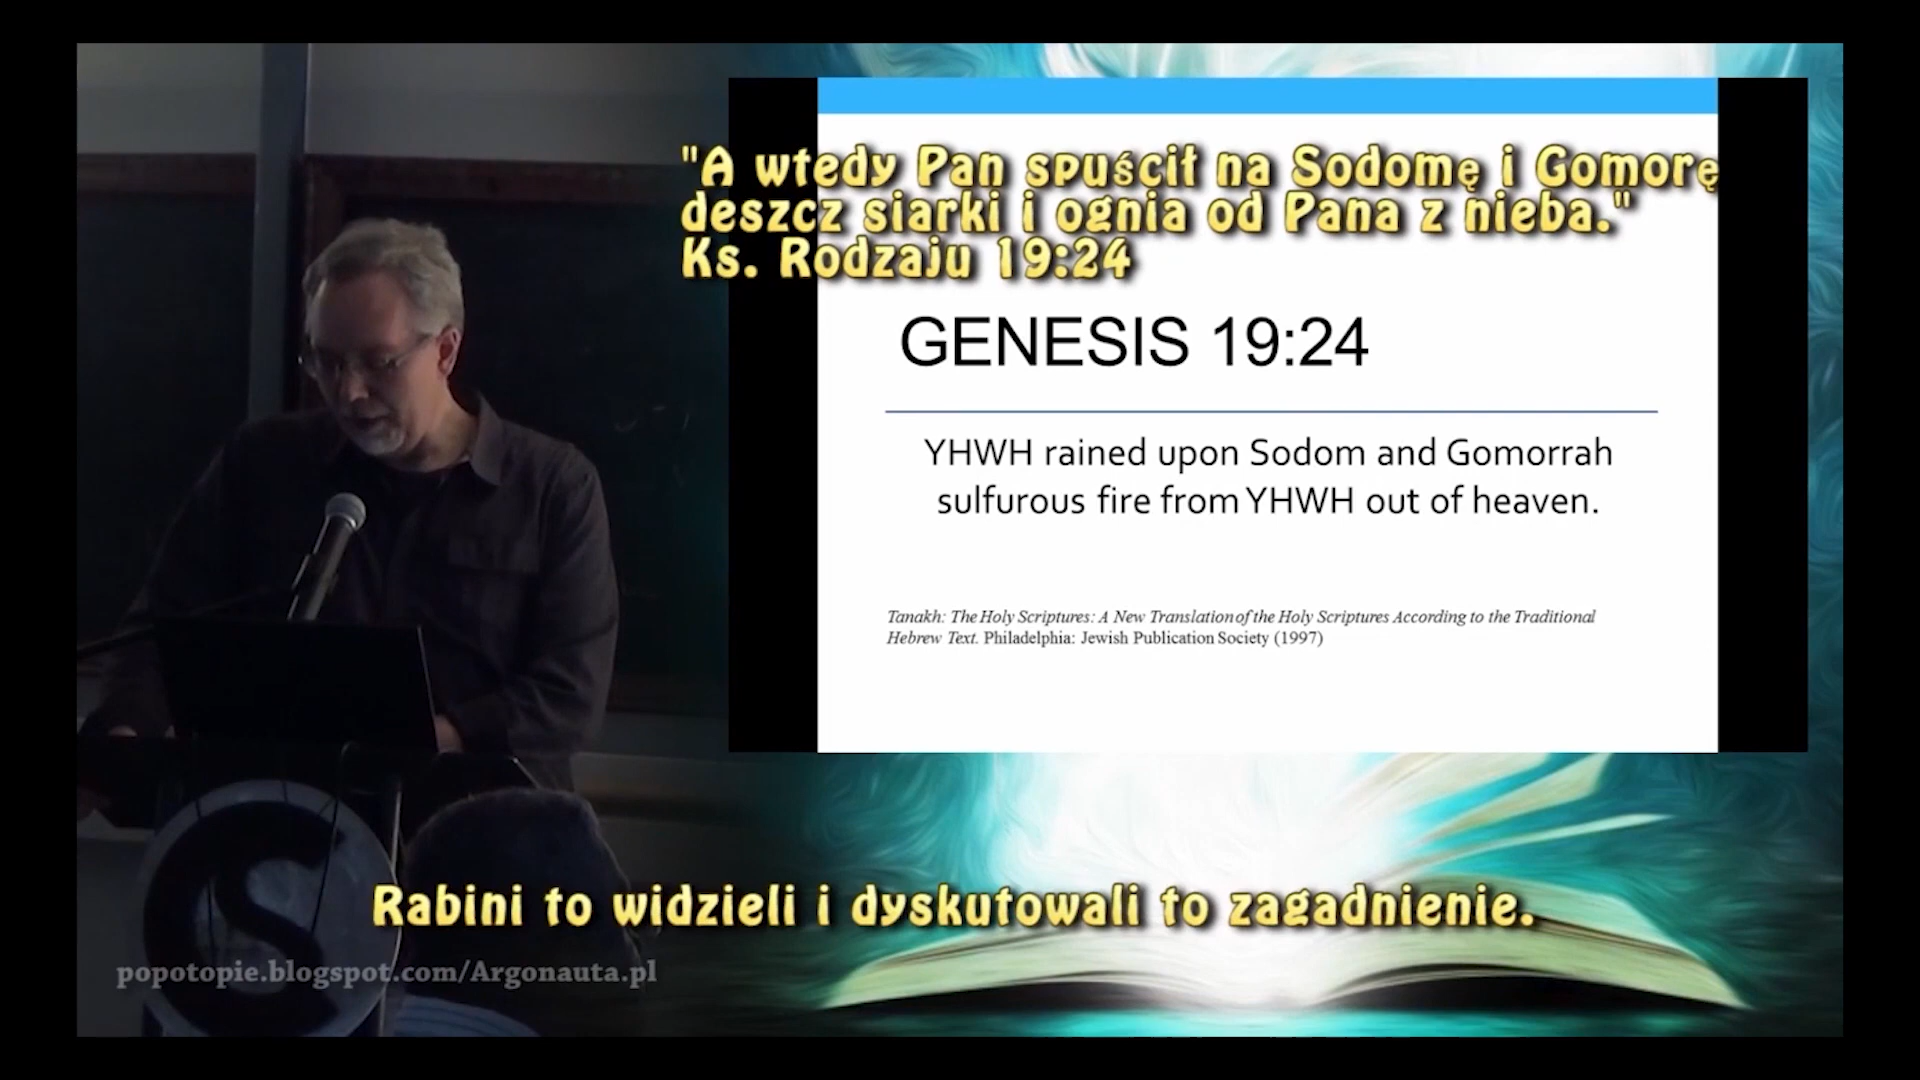 "A wtedy Pan spuścił na Sodomę i Gomorę
deszcz siarki i ognia od Pana z nieba."
Ks. Rodzaju 19:24
GENESIS 19:24
YHWH rained upon Sodom and Gomorrah
sulfurous fire from YHWH out of heaven.
Tanakh: The Holy Scriptures: A New Translation of the Holy Scriptures According to the Traditional
Hebrew Text. Philadelphia: Jewish Publication Society (1997)
Rabini to widzieli i dyskutowali to zagadnienie.
popotopie.blogspot.com/Argonauta.pl
S